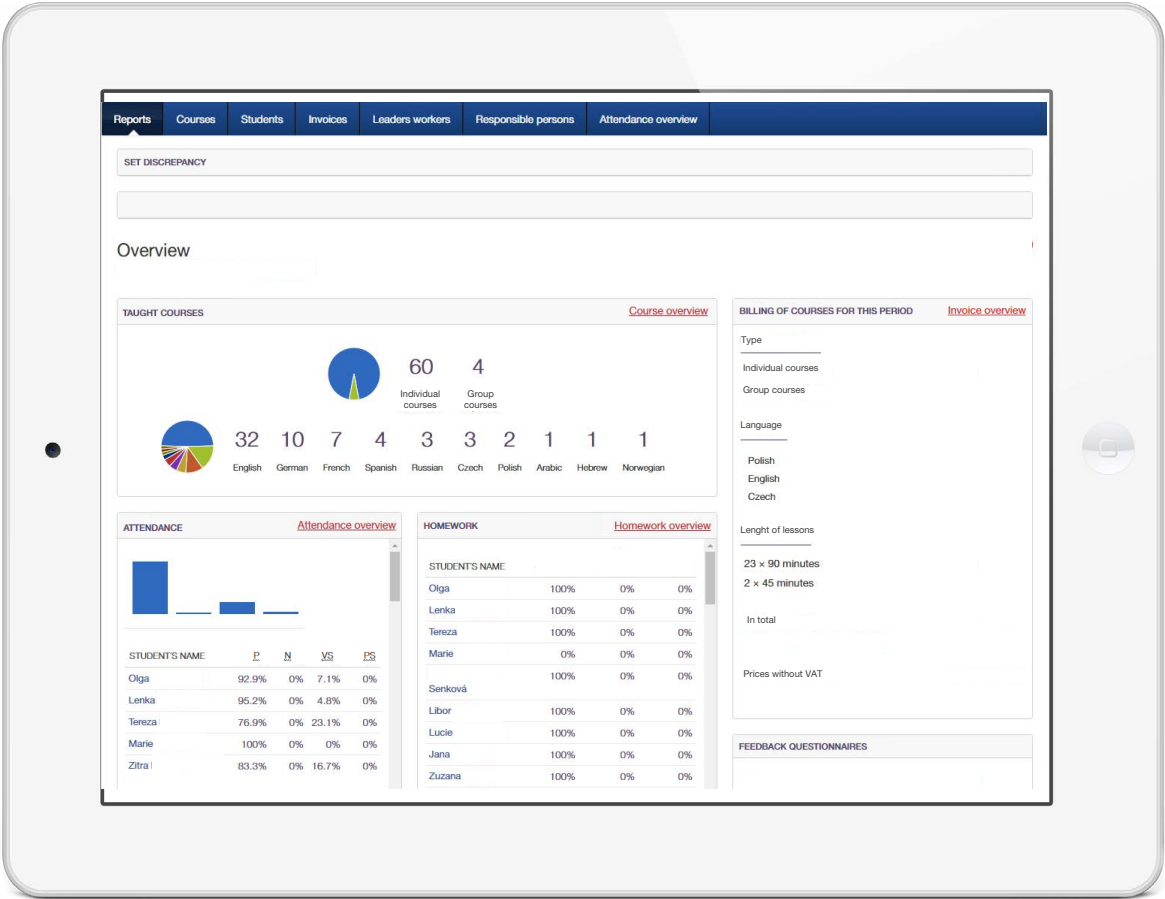 Reports Courses Students Invoices Leaders workers Responsible persons Attendance overview
SET DISCREPANCY
Overview
TAUGHT COURSES Course overview
60 4
Individual courses Group courses
32 10 7 4 3 3 2 1 1 1
English German French Spanish Russian Czech Polish Arabic Hebrew Norwegian
BILLING OF COURSES FOR THIS PERIOD Invoice overview
Type
Individual courses
Group courses
Language
Polish
English
Czech
Lenght of lessons
23 × 90 minutes
2 × 45 minutes
In total
Prices without VAT
ATTENDANCE Attendance overview
STUDENT'S NAME P N VS PS
Olga 92.9% 0% 7.1% 0%
Lenka 95.2% 0% 4.8% 0%
Tereza 76.9% 0% 23.1% 0%
Marie 100% 0% 0% 0%
Zitra 83.3% 0% 16.7% 0%
HOMEWORK Homework overview
STUDENT'S NAME
Olga 100% 0% 0%
Lenka 100% 0% 0%
Tereza 100% 0% 0%
Marie 0% 0% 0%
100% 0% 0%
Senková
Libor 100% 0% 0%
Lucie 100% 0% 0%
Jana 100% 0% 0%
Zuzana 100% 0% 0%
FEEDBACK QUESTIONNAIRES